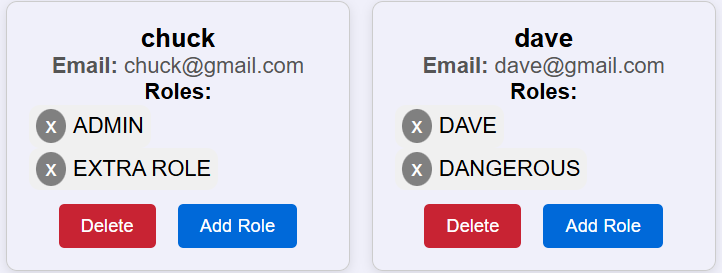 chuck
Email: chuck@gmail.com
Roles:
X ADMIN
X EXTRA ROLE
Delete Add Role
dave
Email: dave@gmail.com
Roles:
X DAVE
X DANGEROUS
Delete Add Role